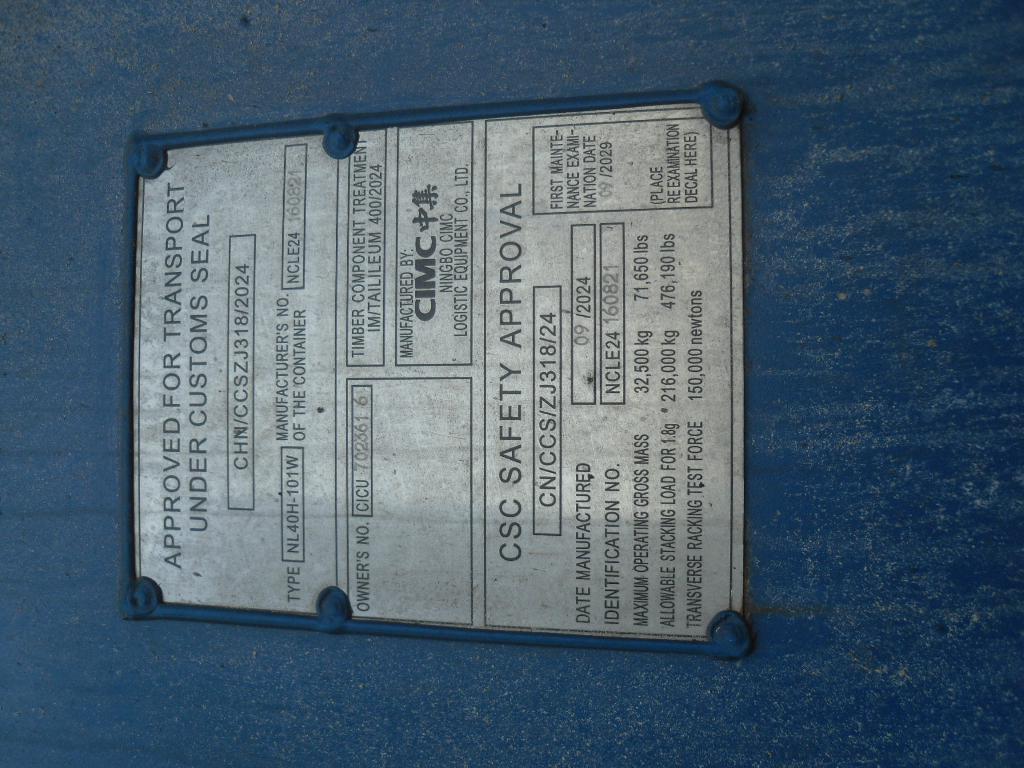 APPROVED FOR TRANSPORT
UNDER CUSTOMS SEAL
CHN/CCSZJ318/2024
TYPE NL40H-101W MANUFACTURER'S NO. OF THE CONTAINER NCLE24 160821
OWNER'S NO. CICU 702361 6
TIMBER COMPONENT TREATMENT
IM/TAILILEUM 400/2024
MANUFACTURED BY:
CIMC 中集
NINGBO CIMC
LOGISTIC EQUIPMENT CO., LTD.
CSC SAFETY APPROVAL
CN/CCS/ZJ318/24
DATE MANUFACTURED 09 /2024
IDENTIFICATION NO. NCLE24 160821
MAXIMUM OPERATING GROSS MASS 32,500 kg 71,650 lbs
ALLOWABLE STACKING LOAD FOR 1.8g 216,000 kg 476,190 lbs
TRANSVERSE RACKING TEST FORCE 150,000 newtons
FIRST MAINTE-
NANCE EXAMI-
NATION DATE
09 /2029
(PLACE
RE EXAMINATION
DECAL HERE)